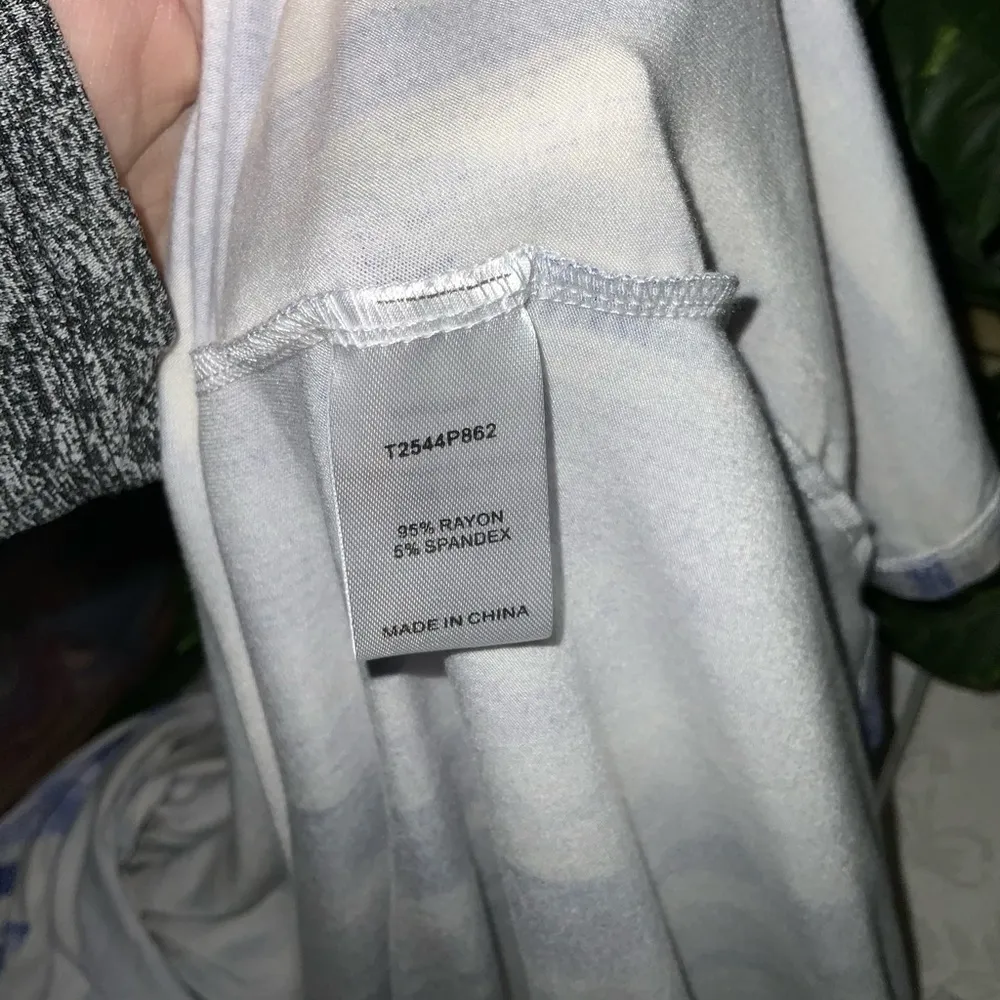 T2544P862
95% RAYON
5% SPANDEX
MADE IN CHINA